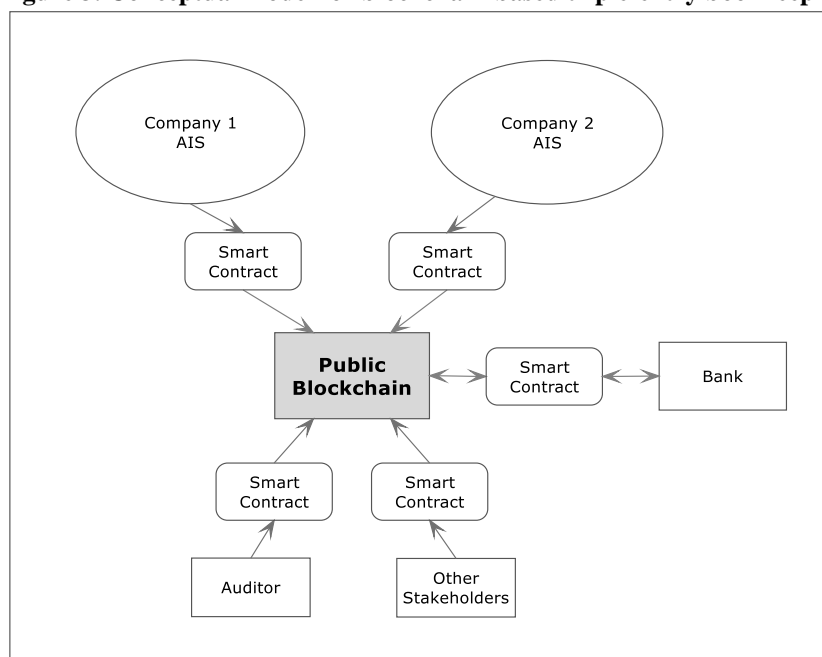 Company 1
AIS
Company 2
AIS
Smart
Contract
Smart
Contract
Public
Blockchain
Smart
Contract
Bank
Smart
Contract
Smart
Contract
Auditor
Other
Stakeholders